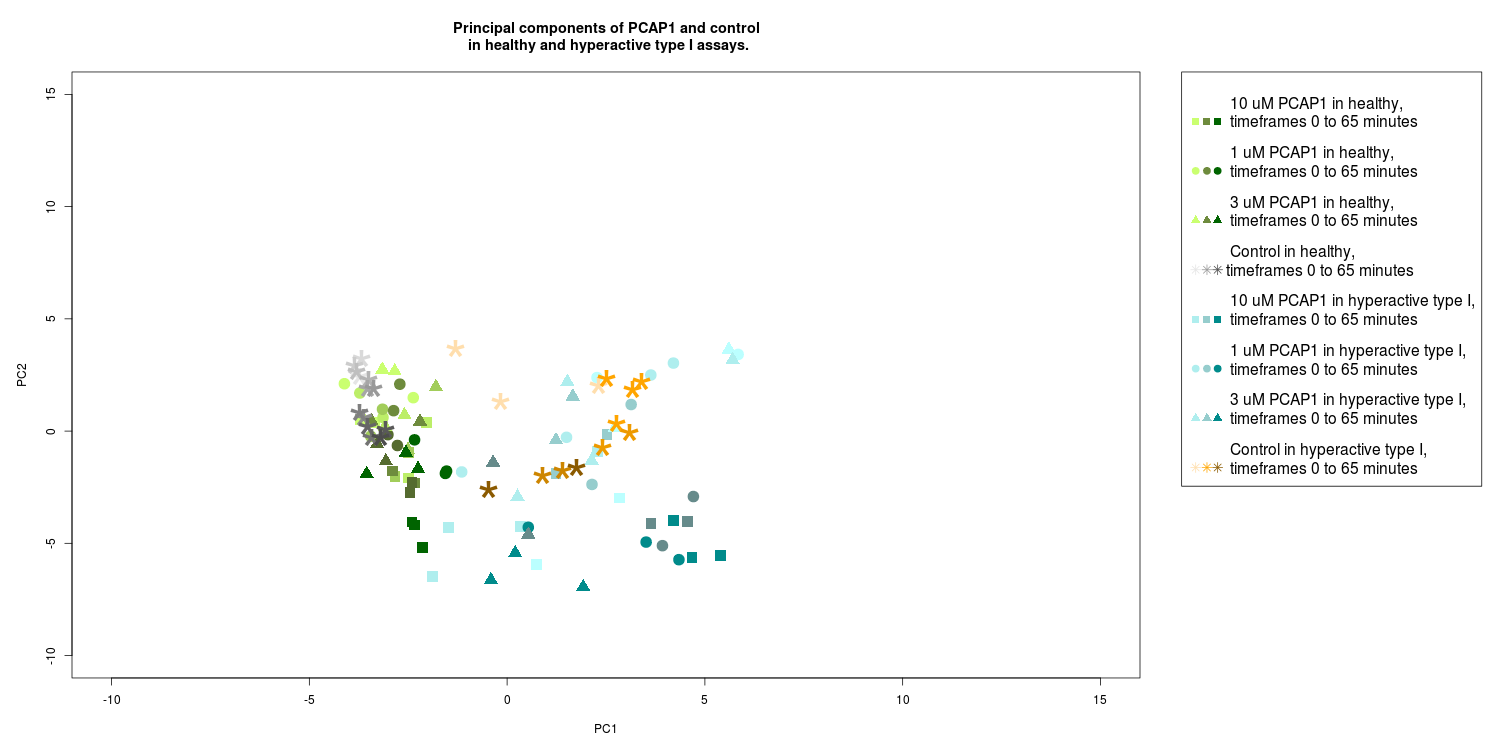 Principal components of PCAP1 and control
in healthy and hyperactive type I assays.
15
10
5
0
-5
-10
PC2
-10
-5
0
5
10
15
PC1
10 uM PCAP1 in healthy,
timeframes 0 to 65 minutes
1 uM PCAP1 in healthy,
timeframes 0 to 65 minutes
3 uM PCAP1 in healthy,
timeframes 0 to 65 minutes
Control in healthy,
timeframes 0 to 65 minutes
10 uM PCAP1 in hyperactive type I,
timeframes 0 to 65 minutes
1 uM PCAP1 in hyperactive type I,
timeframes 0 to 65 minutes
3 uM PCAP1 in hyperactive type I,
timeframes 0 to 65 minutes
Control in hyperactive type I,
timeframes 0 to 65 minutes